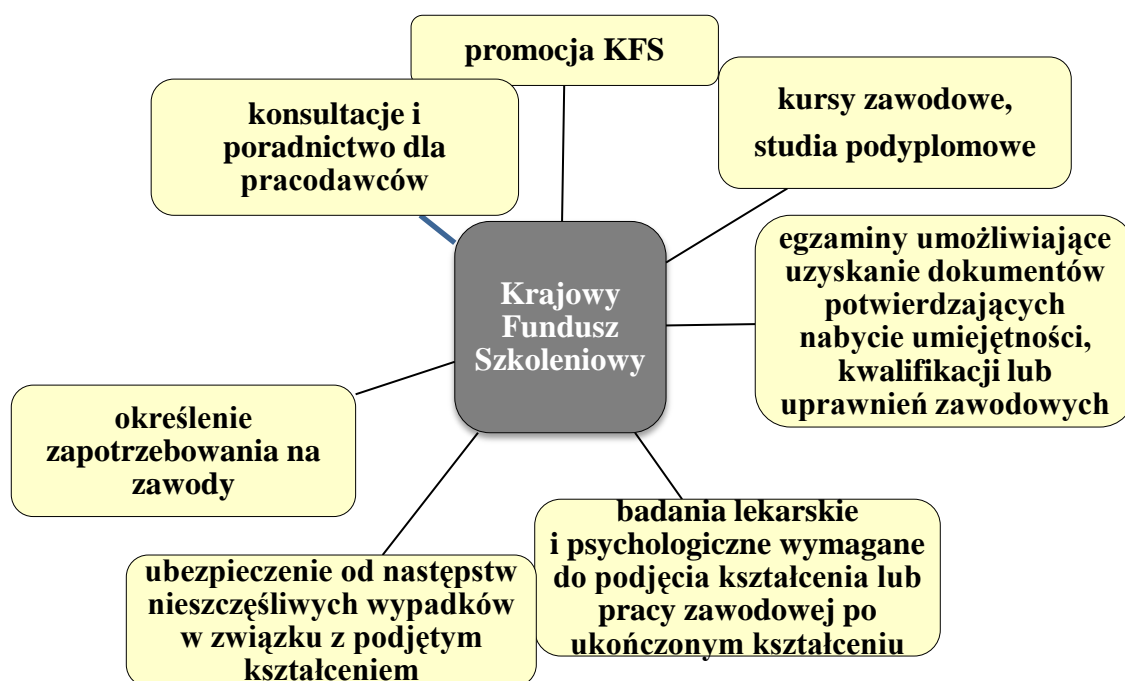 promocja KFS
konsultacje i
poradnictwo dla
pracodawców
kursy zawodowe,
studia podyplomowe
egzaminy umożliwiające
uzyskanie dokumentów
potwierdzających
nabycie umiejętności,
kwalifikacji lub
uprawnień zawodowych
Krajowy
Fundusz
Szkoleniowy
określenie
zapotrzebowania na
zawody
badania lekarskie
i psychologiczne wymagane
do podjęcia kształcenia lub
pracy zawodowej po
ukończonym kształceniu
ubezpieczenie od następstw
nieszczęśliwych wypadków
w związku z podjętym
kształceniem